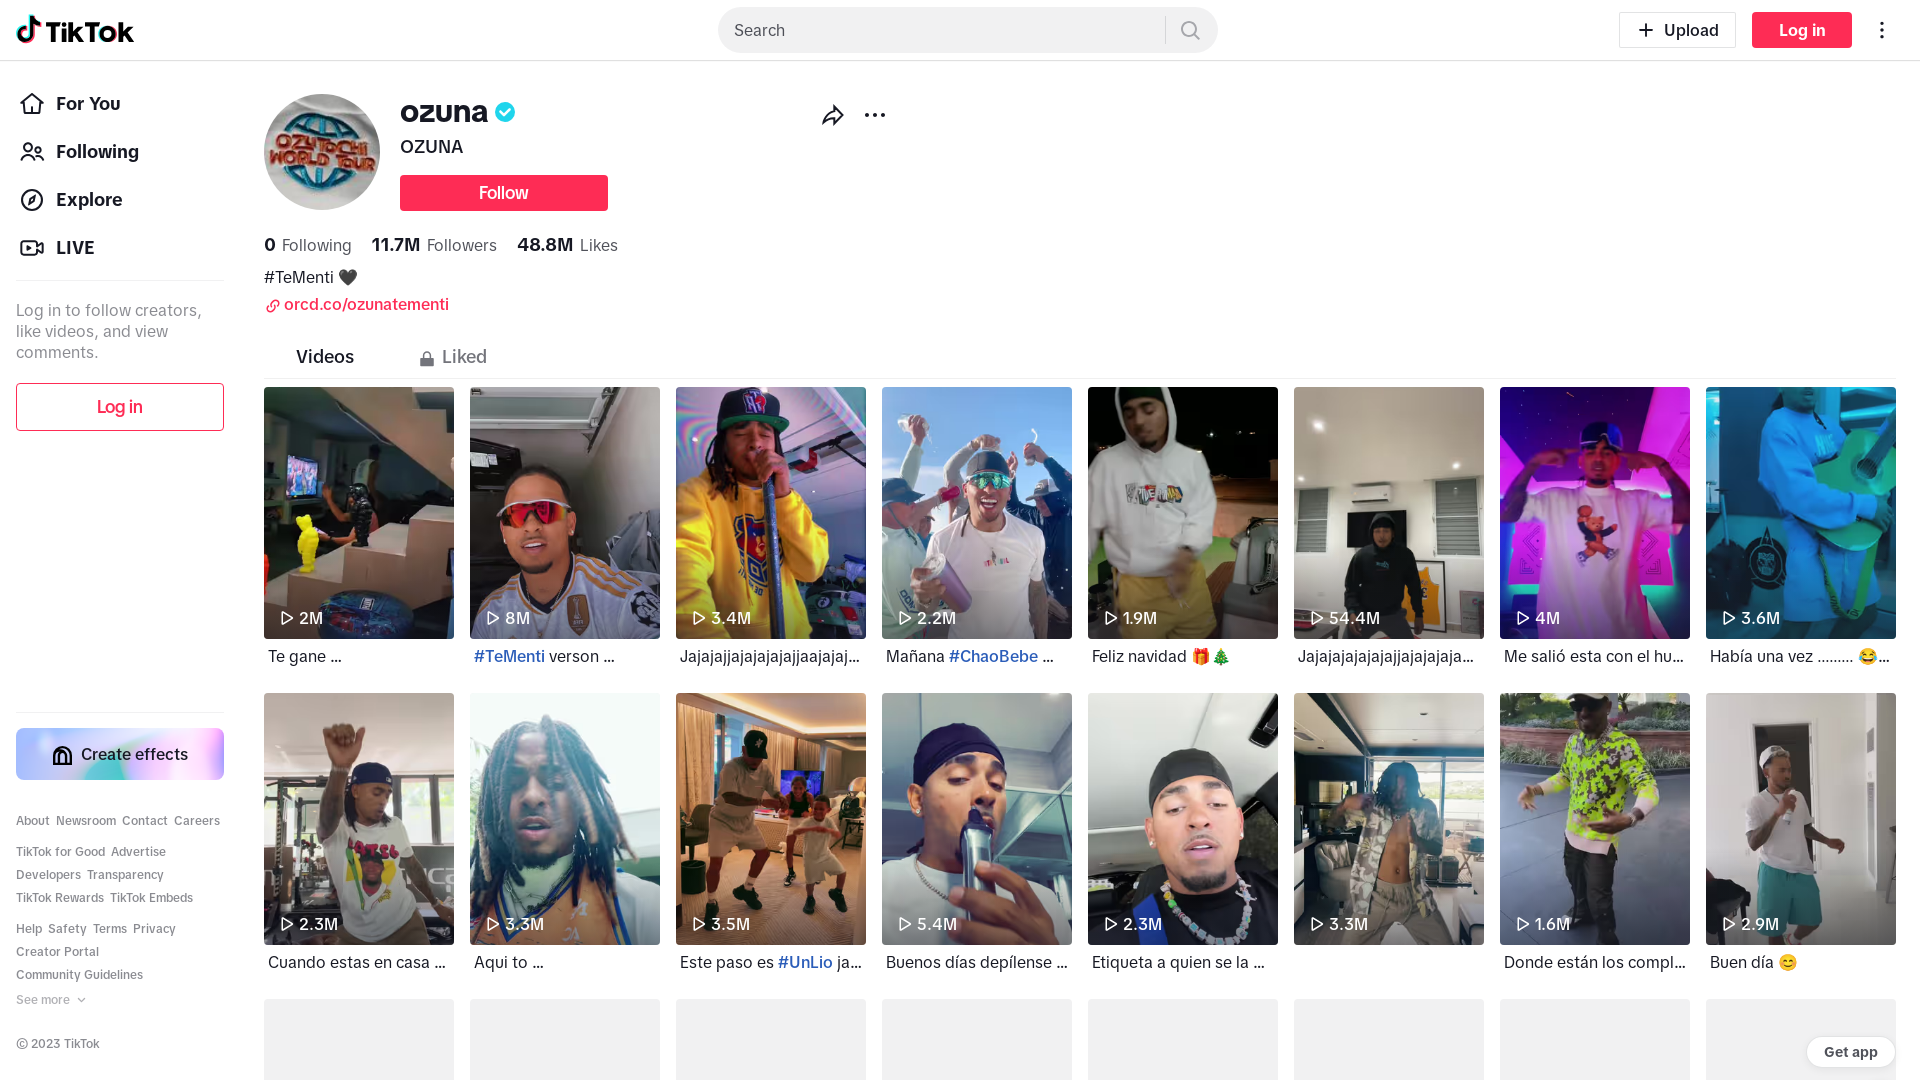 TikTok
Search
Upload
Log in
For You
Following
Explore
LIVE
Log in to follow creators,
like videos, and view
comments.
Log in
Create effects
About Newsroom Contact Careers
TikTok for Good Advertise
Developers Transparency
TikTok Rewards TikTok Embeds
Help Safety Terms Privacy
Creator Portal
Community Guidelines
See more
© 2023 TikTok
OZUTOCHI
WORLD TOUR
ozuna
OZUNA
Follow
0 Following 11.7M Followers 48.8M Likes
#TeMenti 🖤
orcd.co/ozunatementi
Videos Liked
2M
8M
3.4M
2.2M
1.9M
54.4M
4M
3.6M
Te gane ...
#TeMenti verson ...
Jajajajjajajajajajjaajajaj...
Mañana #ChaoBebe ...
Feliz navidad 🎁🎄
Jajajajajajajajjajajajaja...
Me salió esta con el hu...
Había una vez ......... 😂...
2.3M
3.3M
3.5M
5.4M
2.3M
3.3M
1.6M
2.9M
Cuando estas en casa ...
Aqui to ...
Este paso es #UnLio ja...
Buenos días depílense ...
Etiqueta a quien se la ...
Donde están los compl...
Buen día 😊
Get app